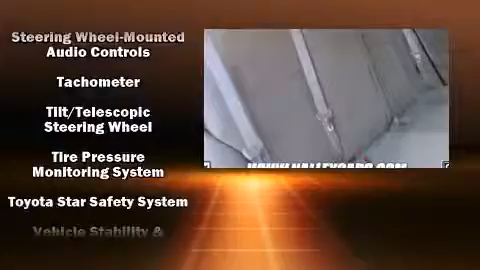 Steering Wheel-Mounted
Audio Controls
Tachometer
Tilt/Telescopic
Steering Wheel
Tire Pressure
Monitoring System
Toyota Star Safety System
Vehicle Stability &